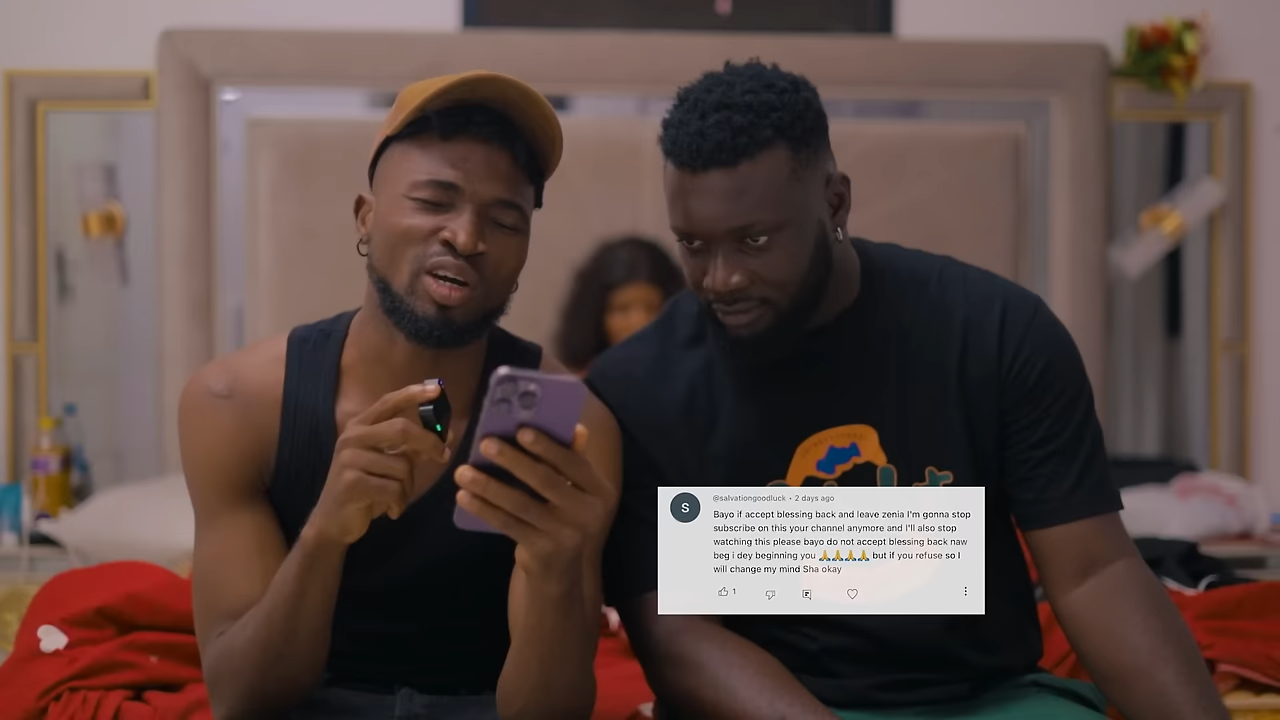 S
@salvationgoodluck • 2 days ago
Bayo if accept blessing back and leave zenia I'm gonna stop
subscribe on this your channel anymore and I'll also stop
watching this please bayo do not accept blessing back naw
beg i dey beginning you 🙏🙏🙏🙏 but if you refuse so I
will change my mind Sha okay
1